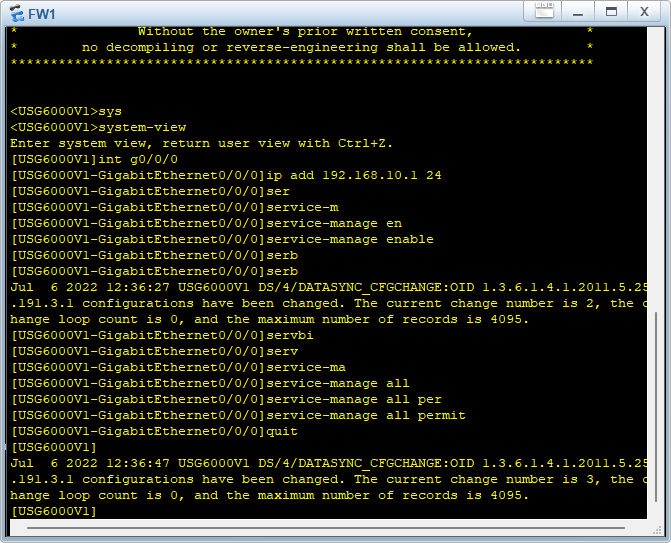 FW1
*               Without the owner's prior written consent,               *
*        no decompiling or reverse-engineering shall be allowed.        *
*************************************************************************
<USG6000V1>sys
<USG6000V1>system-view
Enter system view, return user view with Ctrl+Z.
[USG6000V1]int g0/0/0
[USG6000V1-GigabitEthernet0/0/0]ip add 192.168.10.1 24
[USG6000V1-GigabitEthernet0/0/0]ser
[USG6000V1-GigabitEthernet0/0/0]service-m
[USG6000V1-GigabitEthernet0/0/0]service-manage en
[USG6000V1-GigabitEthernet0/0/0]service-manage enable
[USG6000V1-GigabitEthernet0/0/0]serb
[USG6000V1-GigabitEthernet0/0/0]serb
Jul  6 2022 12:36:27 USG6000V1 DS/4/DATASYNC_CFGCHANGE:OID 1.3.6.1.4.1.2011.5.25
.191.3.1 configurations have been changed. The current change number is 2, the c
hange loop count is 0, and the maximum number of records is 4095.
[USG6000V1-GigabitEthernet0/0/0]servbi
[USG6000V1-GigabitEthernet0/0/0]serv
[USG6000V1-GigabitEthernet0/0/0]service-ma
[USG6000V1-GigabitEthernet0/0/0]service-manage all
[USG6000V1-GigabitEthernet0/0/0]service-manage all per
[USG6000V1-GigabitEthernet0/0/0]service-manage all permit
[USG6000V1-GigabitEthernet0/0/0]quit
[USG6000V1]
Jul  6 2022 12:36:47 USG6000V1 DS/4/DATASYNC_CFGCHANGE:OID 1.3.6.1.4.1.2011.5.25
.191.3.1 configurations have been changed. The current change number is 3, the c
hange loop count is 0, and the maximum number of records is 4095.
[USG6000V1]